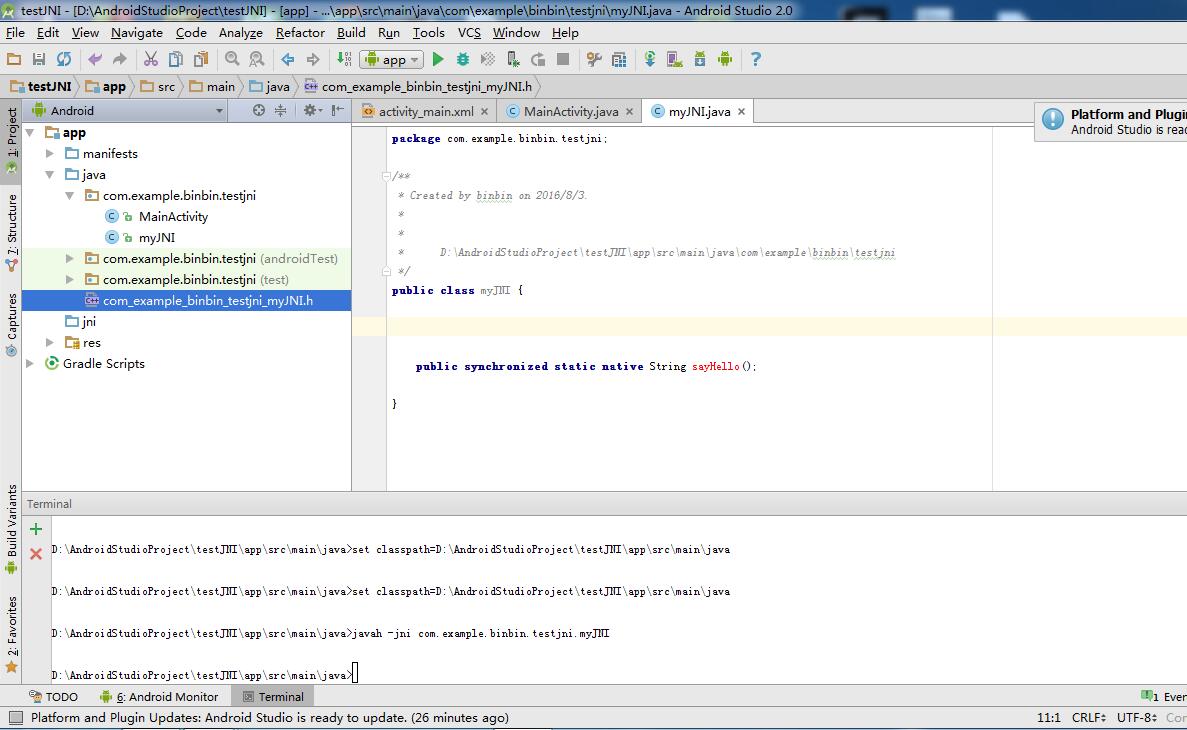 testJNI - [D:\AndroidStudioProject\testJNI] - [app] - ...\app\src\main\java\com\example\binbin\testjni\myJNI.java - Android Studio 2.0
File Edit View Navigate Code Analyze Refactor Build Run Tools VCS Window Help
app
testJNI app src main java com_example_binbin_testjni_myJNI.h
Android
activity_main.xml MainActivity.java myJNI.java
1: Project
7: Structure
Captures
Build Variants
2: Favorites
app
manifests
java
com.example.binbin.testjni
MainActivity
myJNI
com.example.binbin.testjni (androidTest)
com.example.binbin.testjni (test)
com_example_binbin_testjni_myJNI.h
jni
res
Gradle Scripts
package com.example.binbin.testjni;
/**
* Created by binbin on 2016/8/3.
*
*
* D:\AndroidStudioProject\testJNI\app\src\main\java\com\example\binbin\testjni
*/
public class myJNI {
public synchronized static native String sayHello();
}
Platform and Plugin
Android Studio is read
Terminal
D:\AndroidStudioProject\testJNI\app\src\main\java>set classpath=D:\AndroidStudioProject\testJNI\app\src\main\java
D:\AndroidStudioProject\testJNI\app\src\main\java>set classpath=D:\AndroidStudioProject\testJNI\app\src\main\java
D:\AndroidStudioProject\testJNI\app\src\main\java>javah -jni com.example.binbin.testjni.myJNI
D:\AndroidStudioProject\testJNI\app\src\main\java>
TODO 6: Android Monitor Terminal 1 Even
Platform and Plugin Updates: Android Studio is ready to update. (26 minutes ago) 11:1 CRLF UTF-8 Con